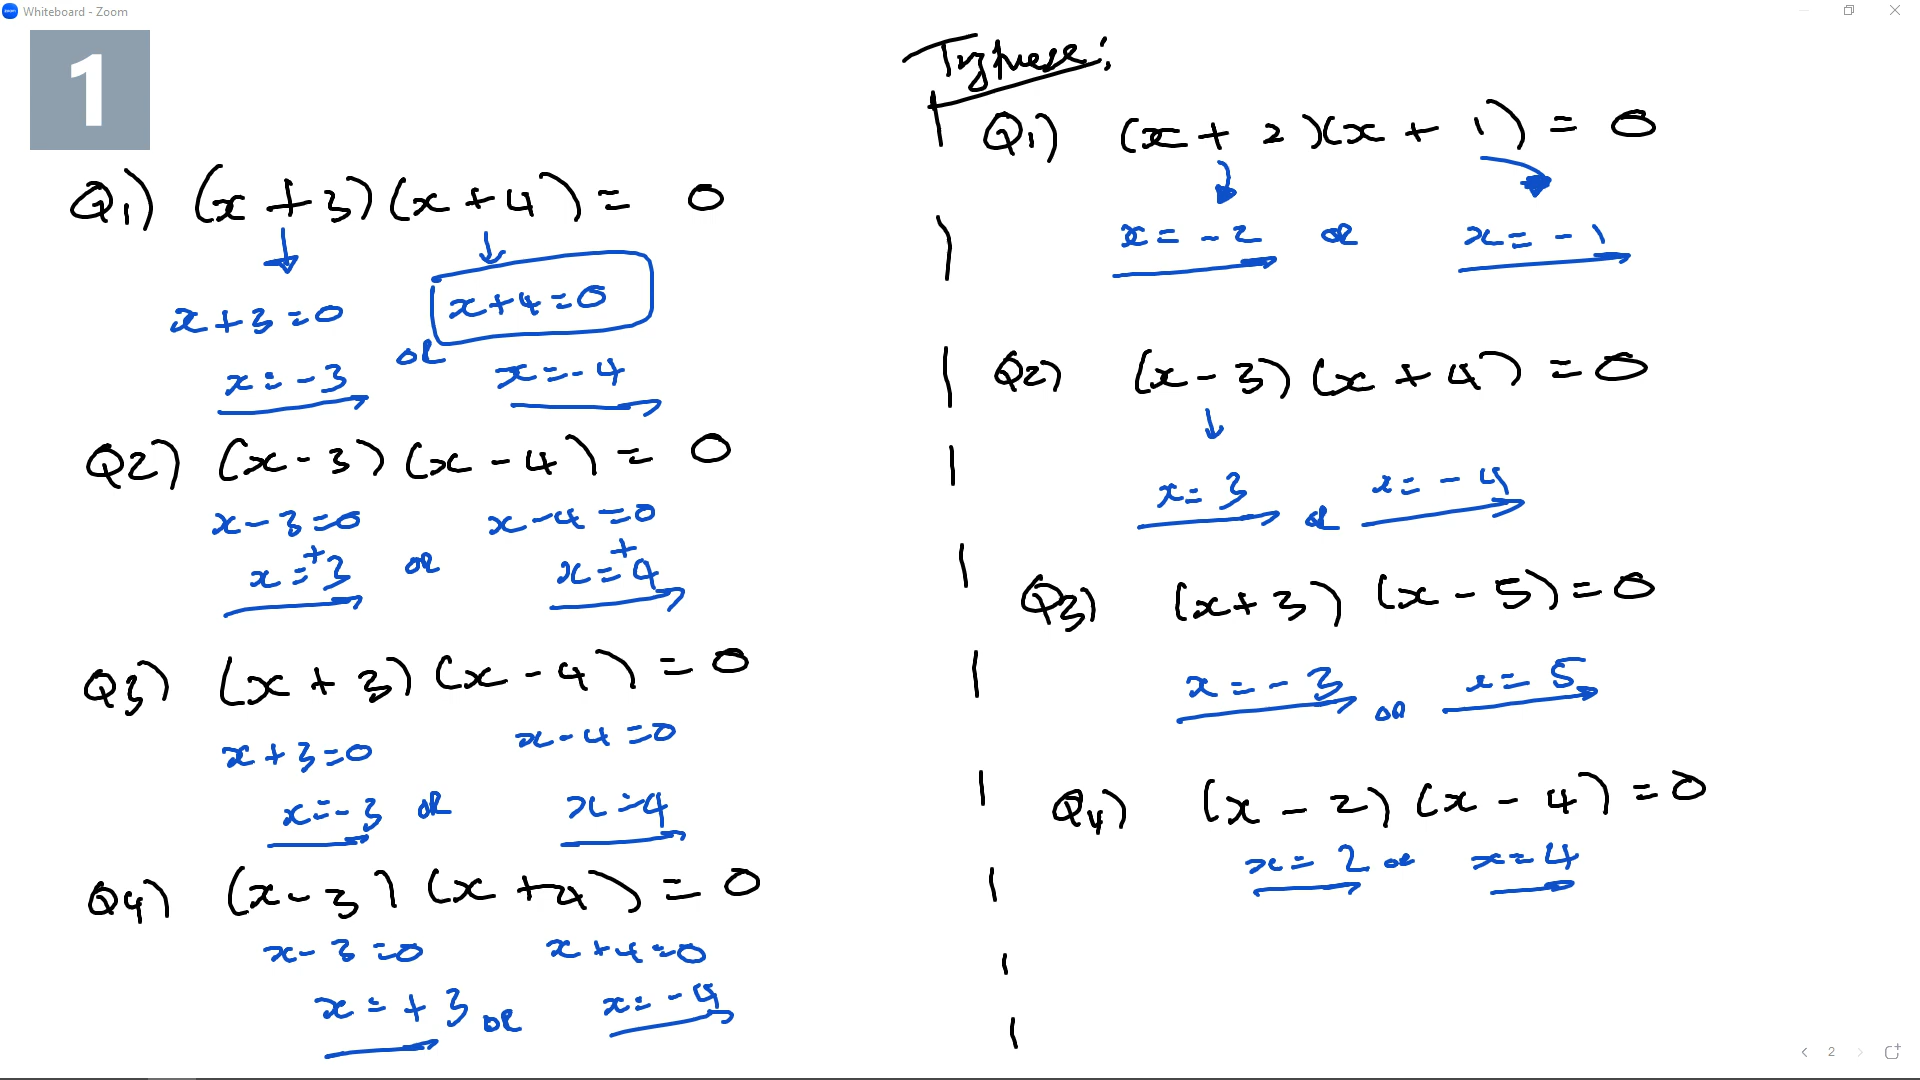 Whiteboard - Zoom
1
Q1) (x + 3)(x + 4) = 0
x + 3 = 0
x + 4 = 0
x = -3 OR x = -4
Q2) (x - 3)(x - 4) = 0
x - 3 = 0 x - 4 = 0
x = +3 OR x = +4
Q3) (x + 3)(x - 4) = 0
x + 3 = 0 x - 4 = 0
x = -3 OR x = 4
Q4) (x - 3)(x + 4) = 0
x - 3 = 0 x + 4 = 0
x = +3 OR x = -4
Q1) (x + 2)(x + 1) = 0
x = -2 OR x = -1
Q2) (x - 3)(x + 4) = 0
x = 3 OR x = -4
Q3) (x + 3)(x - 5) = 0
x = -3 OR x = 5
Q4) (x - 2)(x - 4) = 0
x = 2 OR x = 4
2